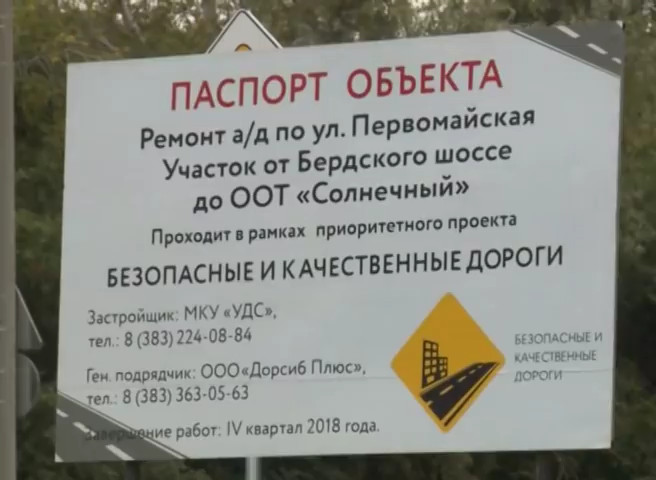 ПАСПОРТ ОБЪЕКТА
Ремонт а/д по ул. Первомайская
Участок от Бердского шоссе
до ООТ «Солнечный»
Проходит в рамках приоритетного проекта
БЕЗОПАСНЫЕ И КАЧЕСТВЕННЫЕ ДОРОГИ
Застройщик: МКУ «УДС»,
тел.: 8 (383) 224-08-84
Ген. подрядчик: ООО«Дорсиб Плюс»,
тел.: 8 (383) 363-05-63
Завершение работ: IV квартал 2018 года.
БЕЗОПАСНЫЕ И
КАЧЕСТВЕННЫЕ
ДОРОГИ